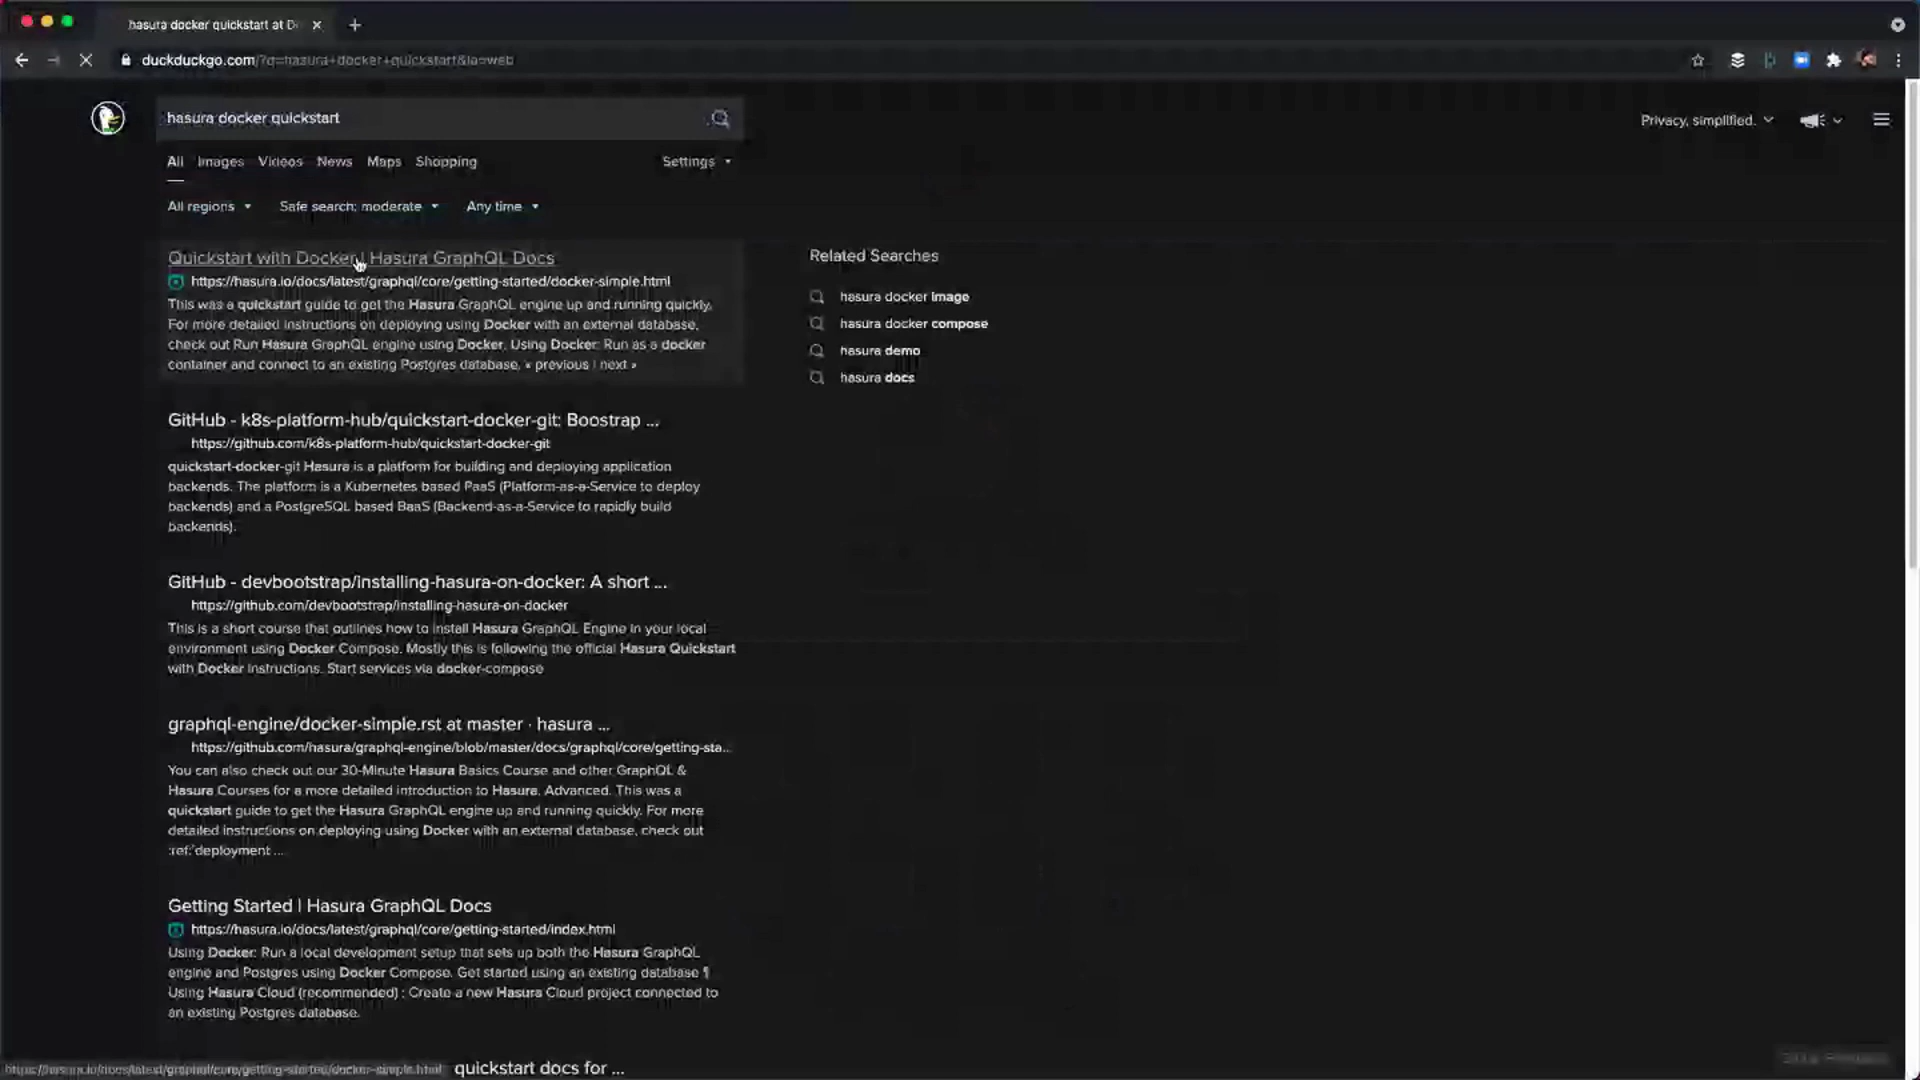 hasura docker quickstart at D
duckduckgo.com/?q=hasura+docker+quickstart&ia=web
hasura docker quickstart
Privacy, simplified.
All Images Videos News Maps Shopping
Settings
All regions Safe search: moderate Any time
Quickstart with Docker | Hasura GraphQL Docs
https://hasura.io/docs/latest/graphql/core/getting-started/docker-simple.html
This was a quickstart guide to get the Hasura GraphQL engine up and running quickly.
For more detailed instructions on deploying using Docker with an external database,
check out Run Hasura GraphQL engine using Docker. Using Docker: Run as a docker
container and connect to an existing Postgres database. « previous | next »
Related Searches
hasura docker image
hasura docker compose
hasura demo
hasura docs
GitHub - k8s-platform-hub/quickstart-docker-git: Boostrap ...
https://github.com/k8s-platform-hub/quickstart-docker-git
quickstart-docker-git Hasura is a platform for building and deploying application
backends. The platform is a Kubernetes based PaaS (Platform-as-a-Service to deploy
backends) and a PostgreSQL based BaaS (Backend-as-a-Service to rapidly build
backends).
GitHub - devbootstrap/installing-hasura-on-docker: A short ...
https://github.com/devbootstrap/installing-hasura-on-docker
This is a short course that outlines how to install Hasura GraphQL Engine in your local
environment using Docker Compose. Mostly this is following the official Hasura Quickstart
with Docker instructions. Start services via docker-compose
graphql-engine/docker-simple.rst at master · hasura ...
https://github.com/hasura/graphql-engine/blob/master/docs/graphql/core/getting-sta...
You can also check out our 30-Minute Hasura Basics Course and other GraphQL &
Hasura Courses for a more detailed introduction to Hasura. Advanced. This was a
quickstart guide to get the Hasura GraphQL engine up and running quickly. For more
detailed instructions on deploying using Docker with an external database, check out
:ref:`deployment ...
Getting Started | Hasura GraphQL Docs
https://hasura.io/docs/latest/graphql/core/getting-started/index.html
Using Docker: Run a local development setup that sets up both the Hasura GraphQL
engine and Postgres using Docker Compose. Get started using an existing database ¶
Using Hasura Cloud (recommended) : Create a new Hasura Cloud project connected to
an existing Postgres database.
https://hasura.io/docs/latest/graphql/core/getting-started/docker-simple.html
quickstart docs for ...